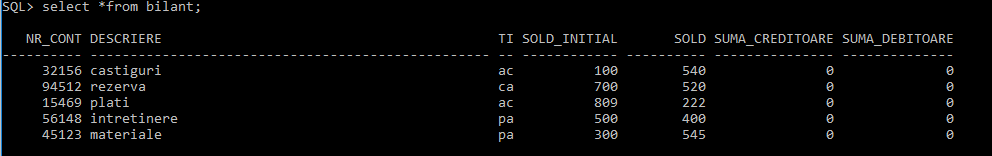 SQL> select *from bilant;
NR_CONT DESCRIERE TI SOLD_INITIAL SOLD SUMA_CREDITOARE SUMA_DEBITOARE
---------- ---------------------------------------- -- ------------ ---------- --------------- --------------
32156 castiguri ac 100 540 0 0
94512 rezerva ca 700 520 0 0
15469 plati ac 809 222 0 0
56148 intretinere pa 500 400 0 0
45123 materiale pa 300 545 0 0